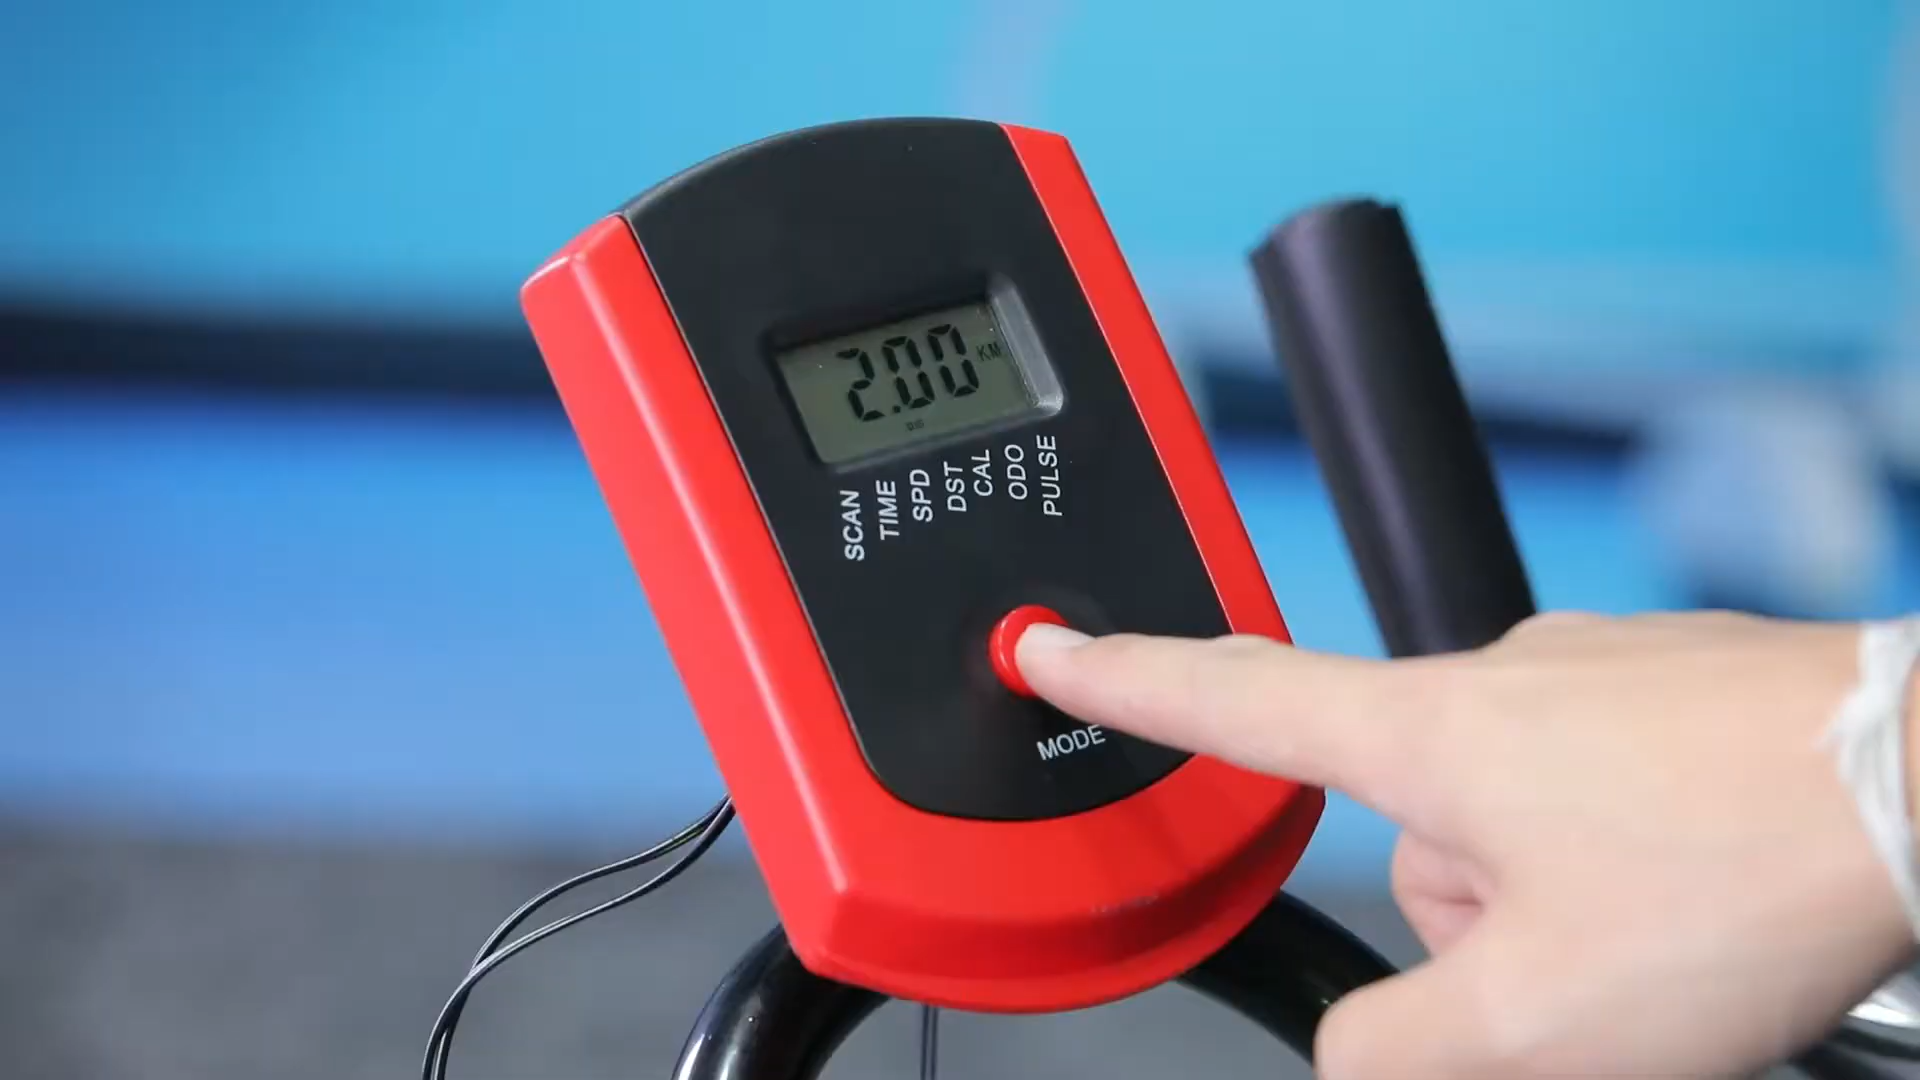 2.00 KM
SCAN
TIME
SPD
DST
CAL
ODO
PULSE
MODE